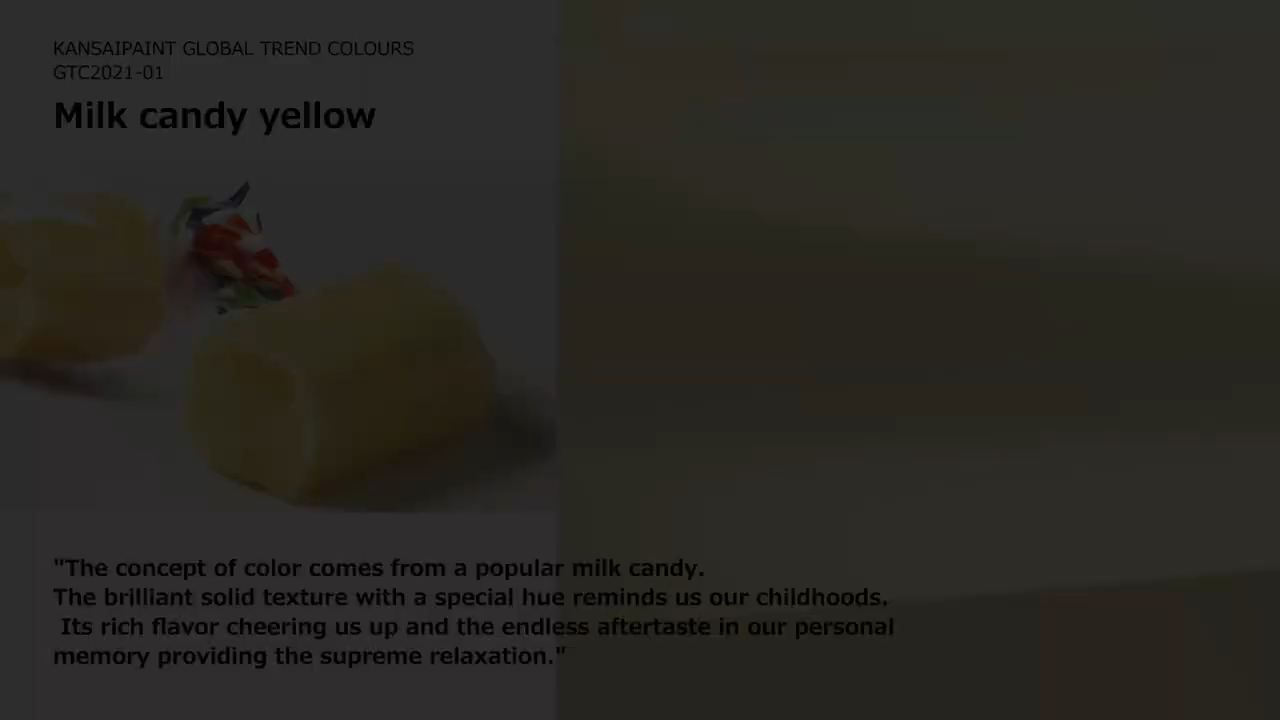 KANSAIPAINT GLOBAL TREND COLOURS
GTC2021-01
Milk candy yellow
"The concept of color comes from a popular milk candy.
The brilliant solid texture with a special hue reminds us our childhoods.
Its rich flavor cheering us up and the endless aftertaste in our personal
memory providing the supreme relaxation."